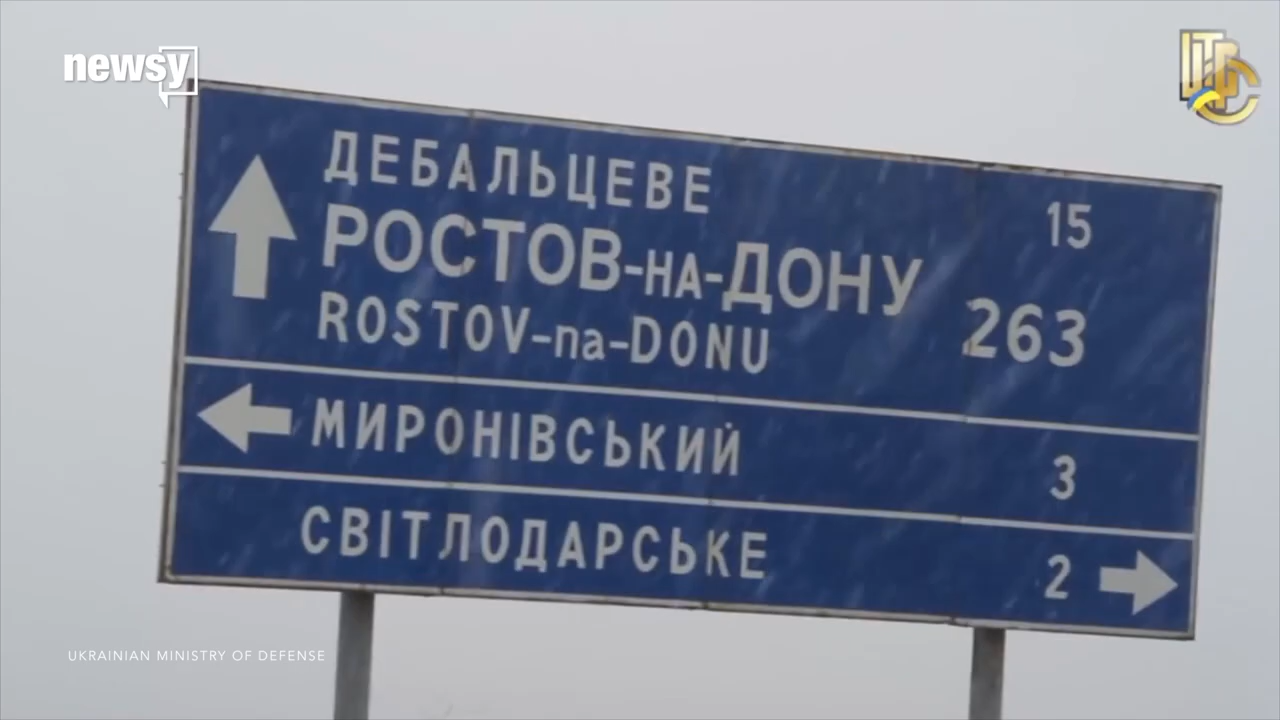 newsy
ДЕБАЛЬЦЕВЕ 15
РОСТОВ-НА-ДОНУ 263
ROSTOV-na-DONU
МИРОНІВСЬКИЙ 3
СВІТЛОДАРСЬКЕ 2
UKRAINIAN MINISTRY OF DEFENSE